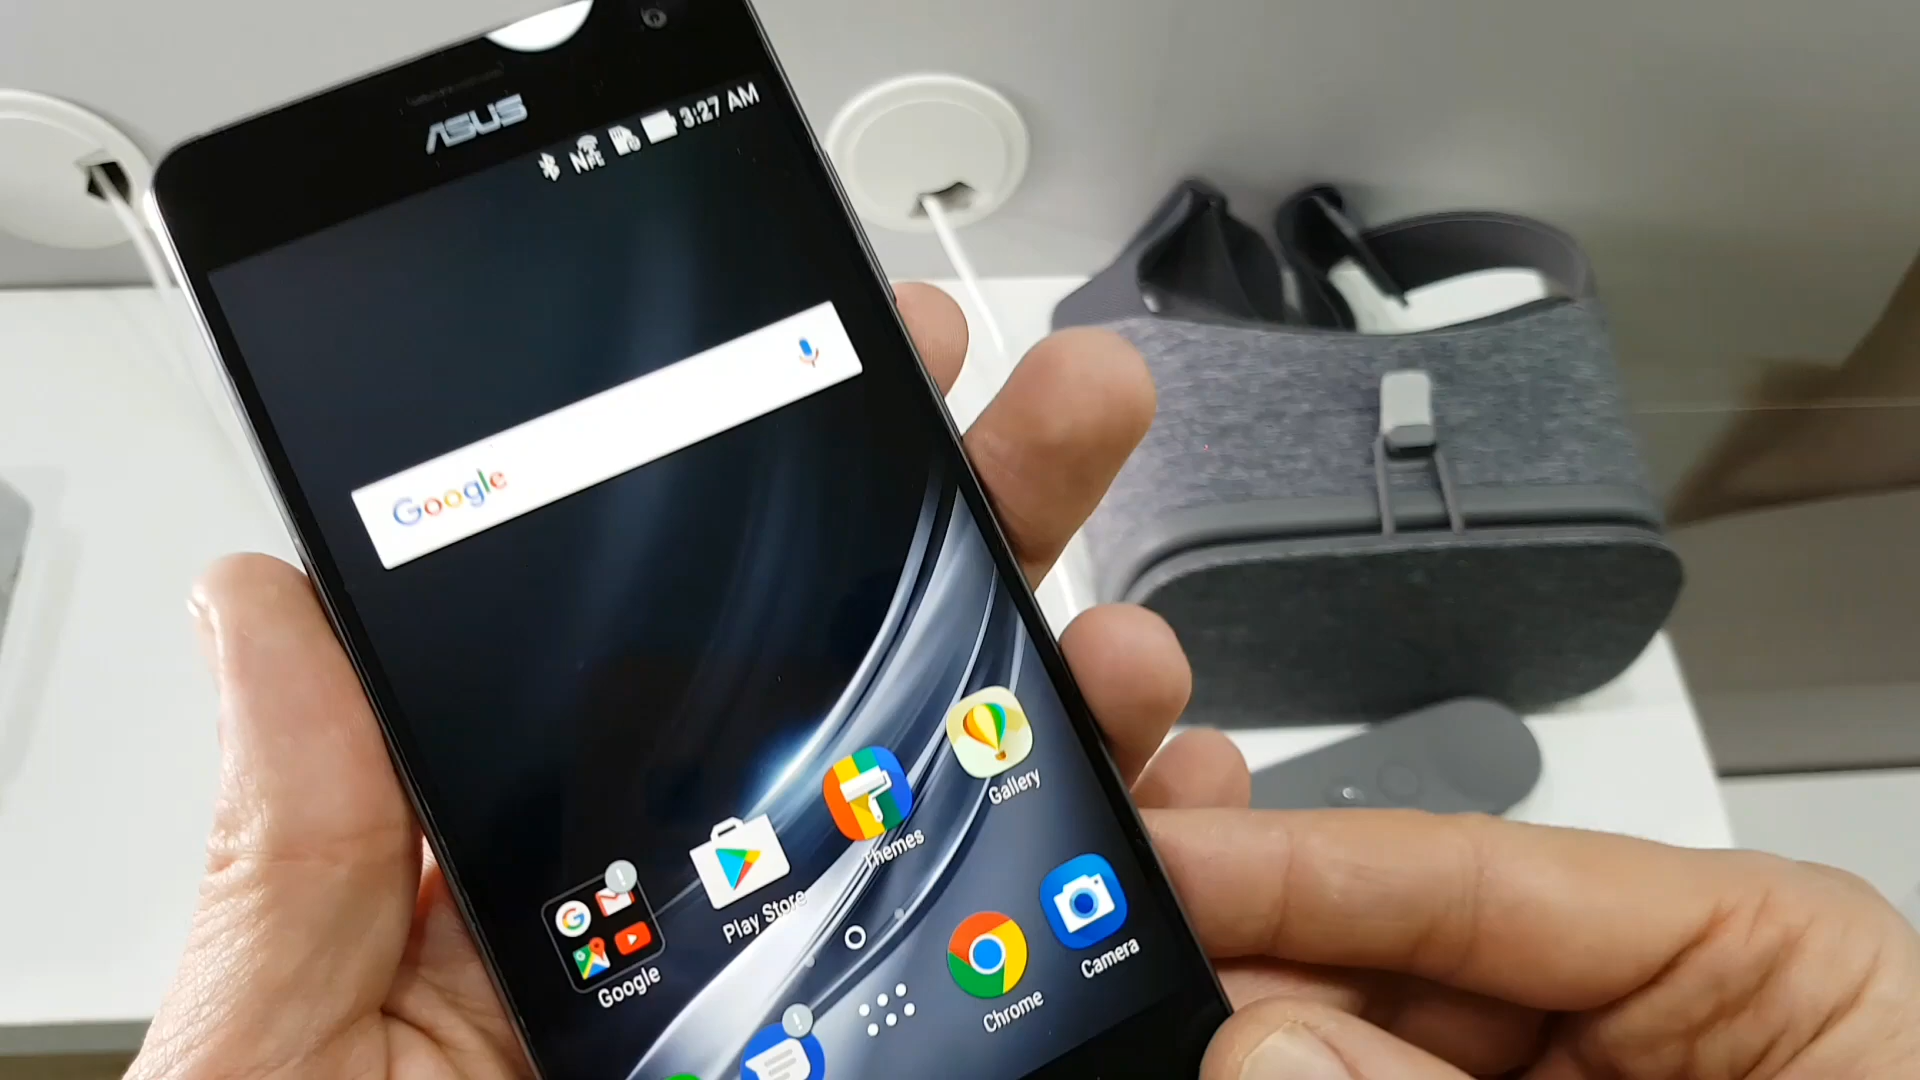 ASUS
NFC 3:27 AM
Google
Gallery
Themes
Play Store
Google
Camera
Chrome